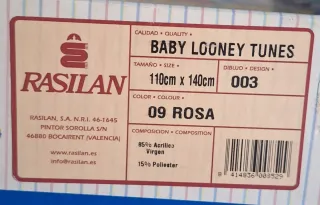 RASILAN
RASILAN, S.A. N.R.I. 46-1645
PINTOR SOROLLA S/N
46880 BOCAIRENT (VALENCIA)
www.rasilan.es
info@rasilan.es
CALIDAD · QUALITY ·
BABY LOONEY TUNES
TAMAÑO · SIZE ·
110cm x 140cm
DIBUJO · DESIGN ·
003
COLOR · COLOUR ·
09 ROSA
COMPOSICION · COMPOSITION
85% Acrilico
Virgen
15% Poliester